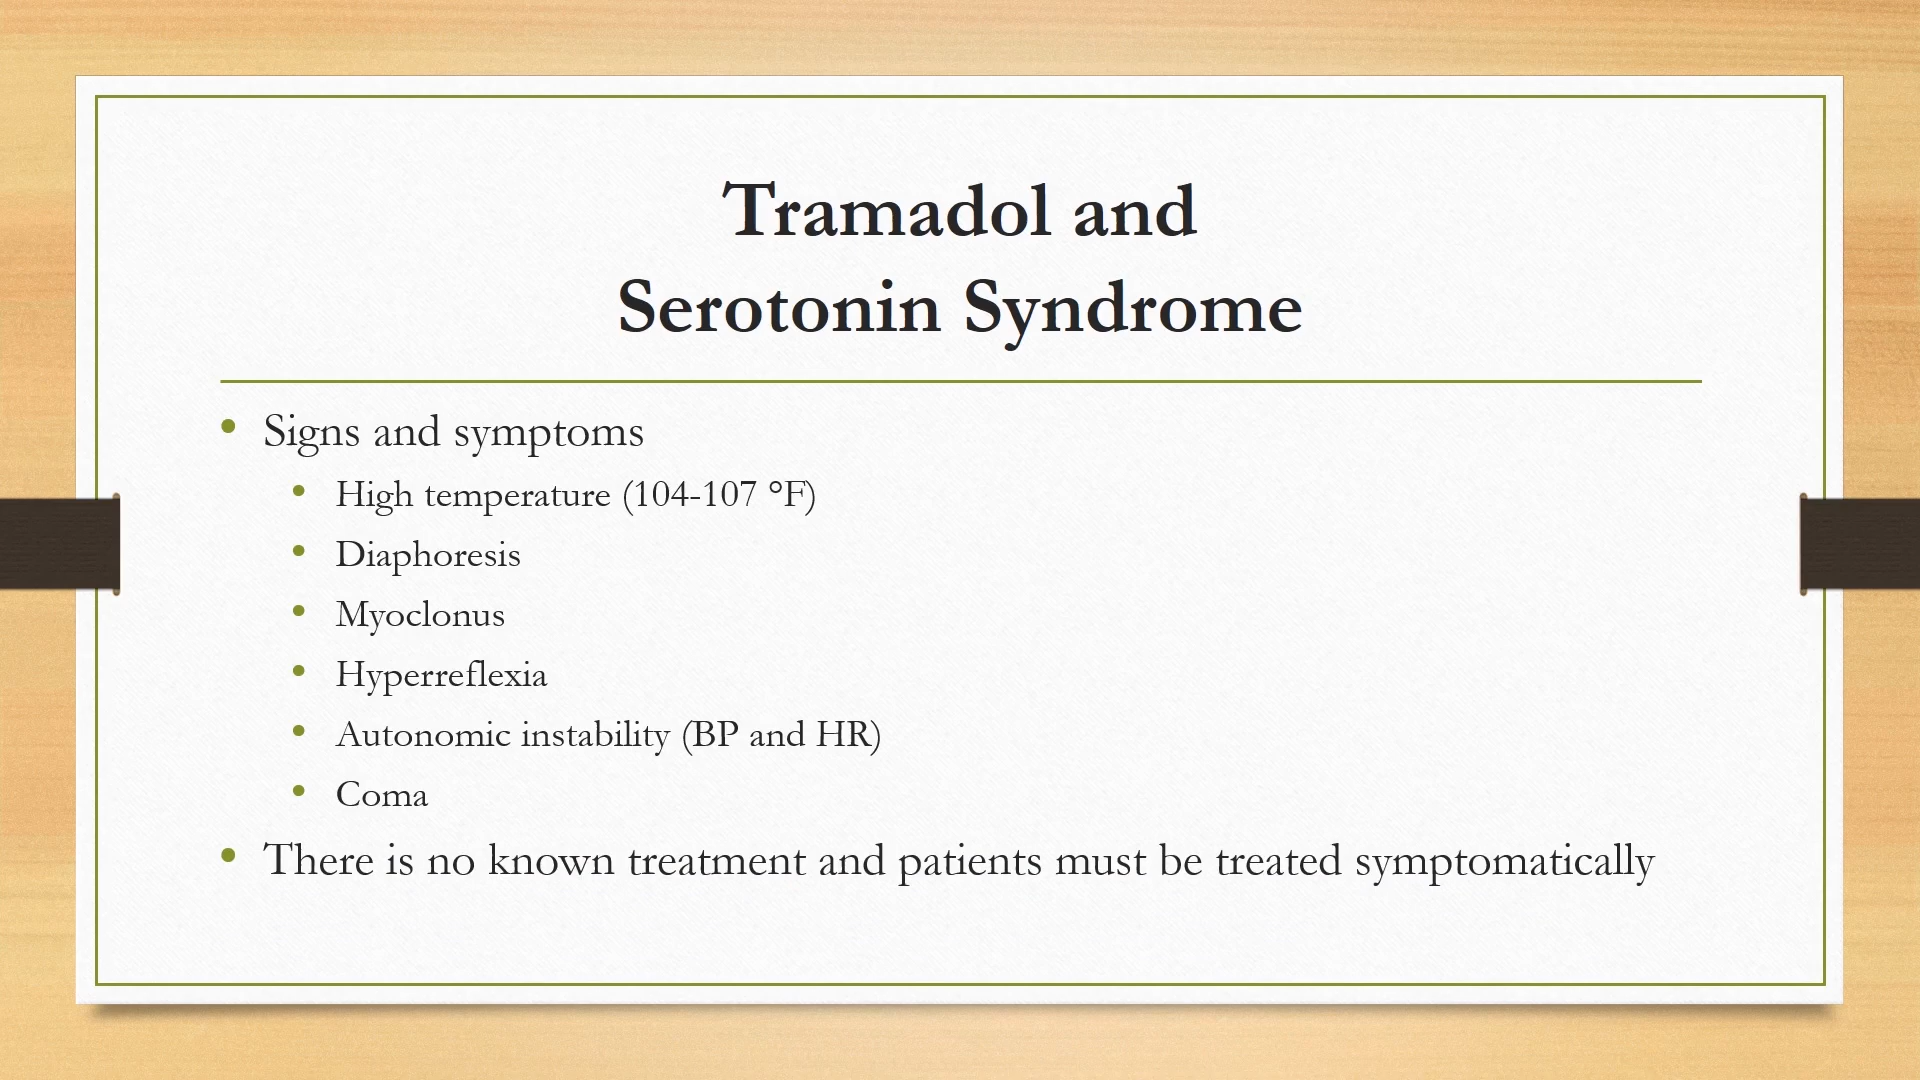 Tramadol and
Serotonin Syndrome
• Signs and symptoms
• High temperature (104-107 °F)
• Diaphoresis
• Myoclonus
• Hyperreflexia
• Autonomic instability (BP and HR)
• Coma
• There is no known treatment and patients must be treated symptomatically